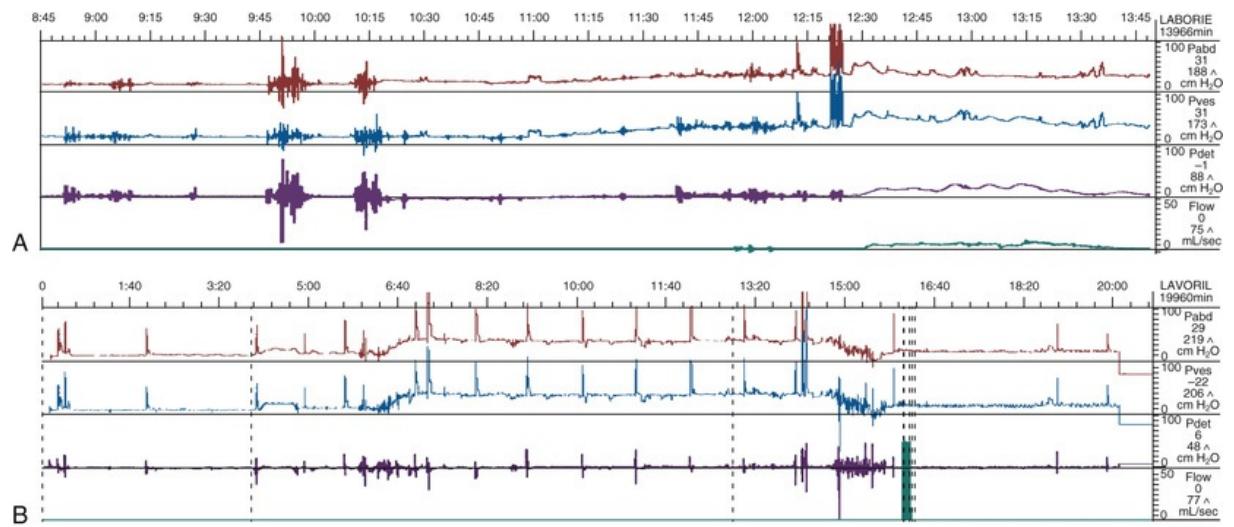 8:45 9:00 9:15 9:30 9:45 10:00 10:15 10:30 10:45 11:00 11:15 11:30 11:45 12:00 12:15 12:30 12:45 13:00 13:15 13:30 13:45
LABORIE
13966min
100 Pabd
31
188 ^
0 cm H₂O
100 Pves
31
173 ^
0 cm H₂O
100 Pdet
–1
88 ^
0 cm H₂O
50 Flow
0
75 ^
0 mL/sec
A
0 1:40 3:20 5:00 6:40 8:20 10:00 11:40 13:20 15:00 16:40 18:20 20:00
LAVORIL
19960min
100 Pabd
29
219 ^
0 cm H₂O
100 Pves
–22
206 ^
0 cm H₂O
100 Pdet
6
48 ^
0 cm H₂O
50 Flow
0
77 ^
0 mL/sec
B